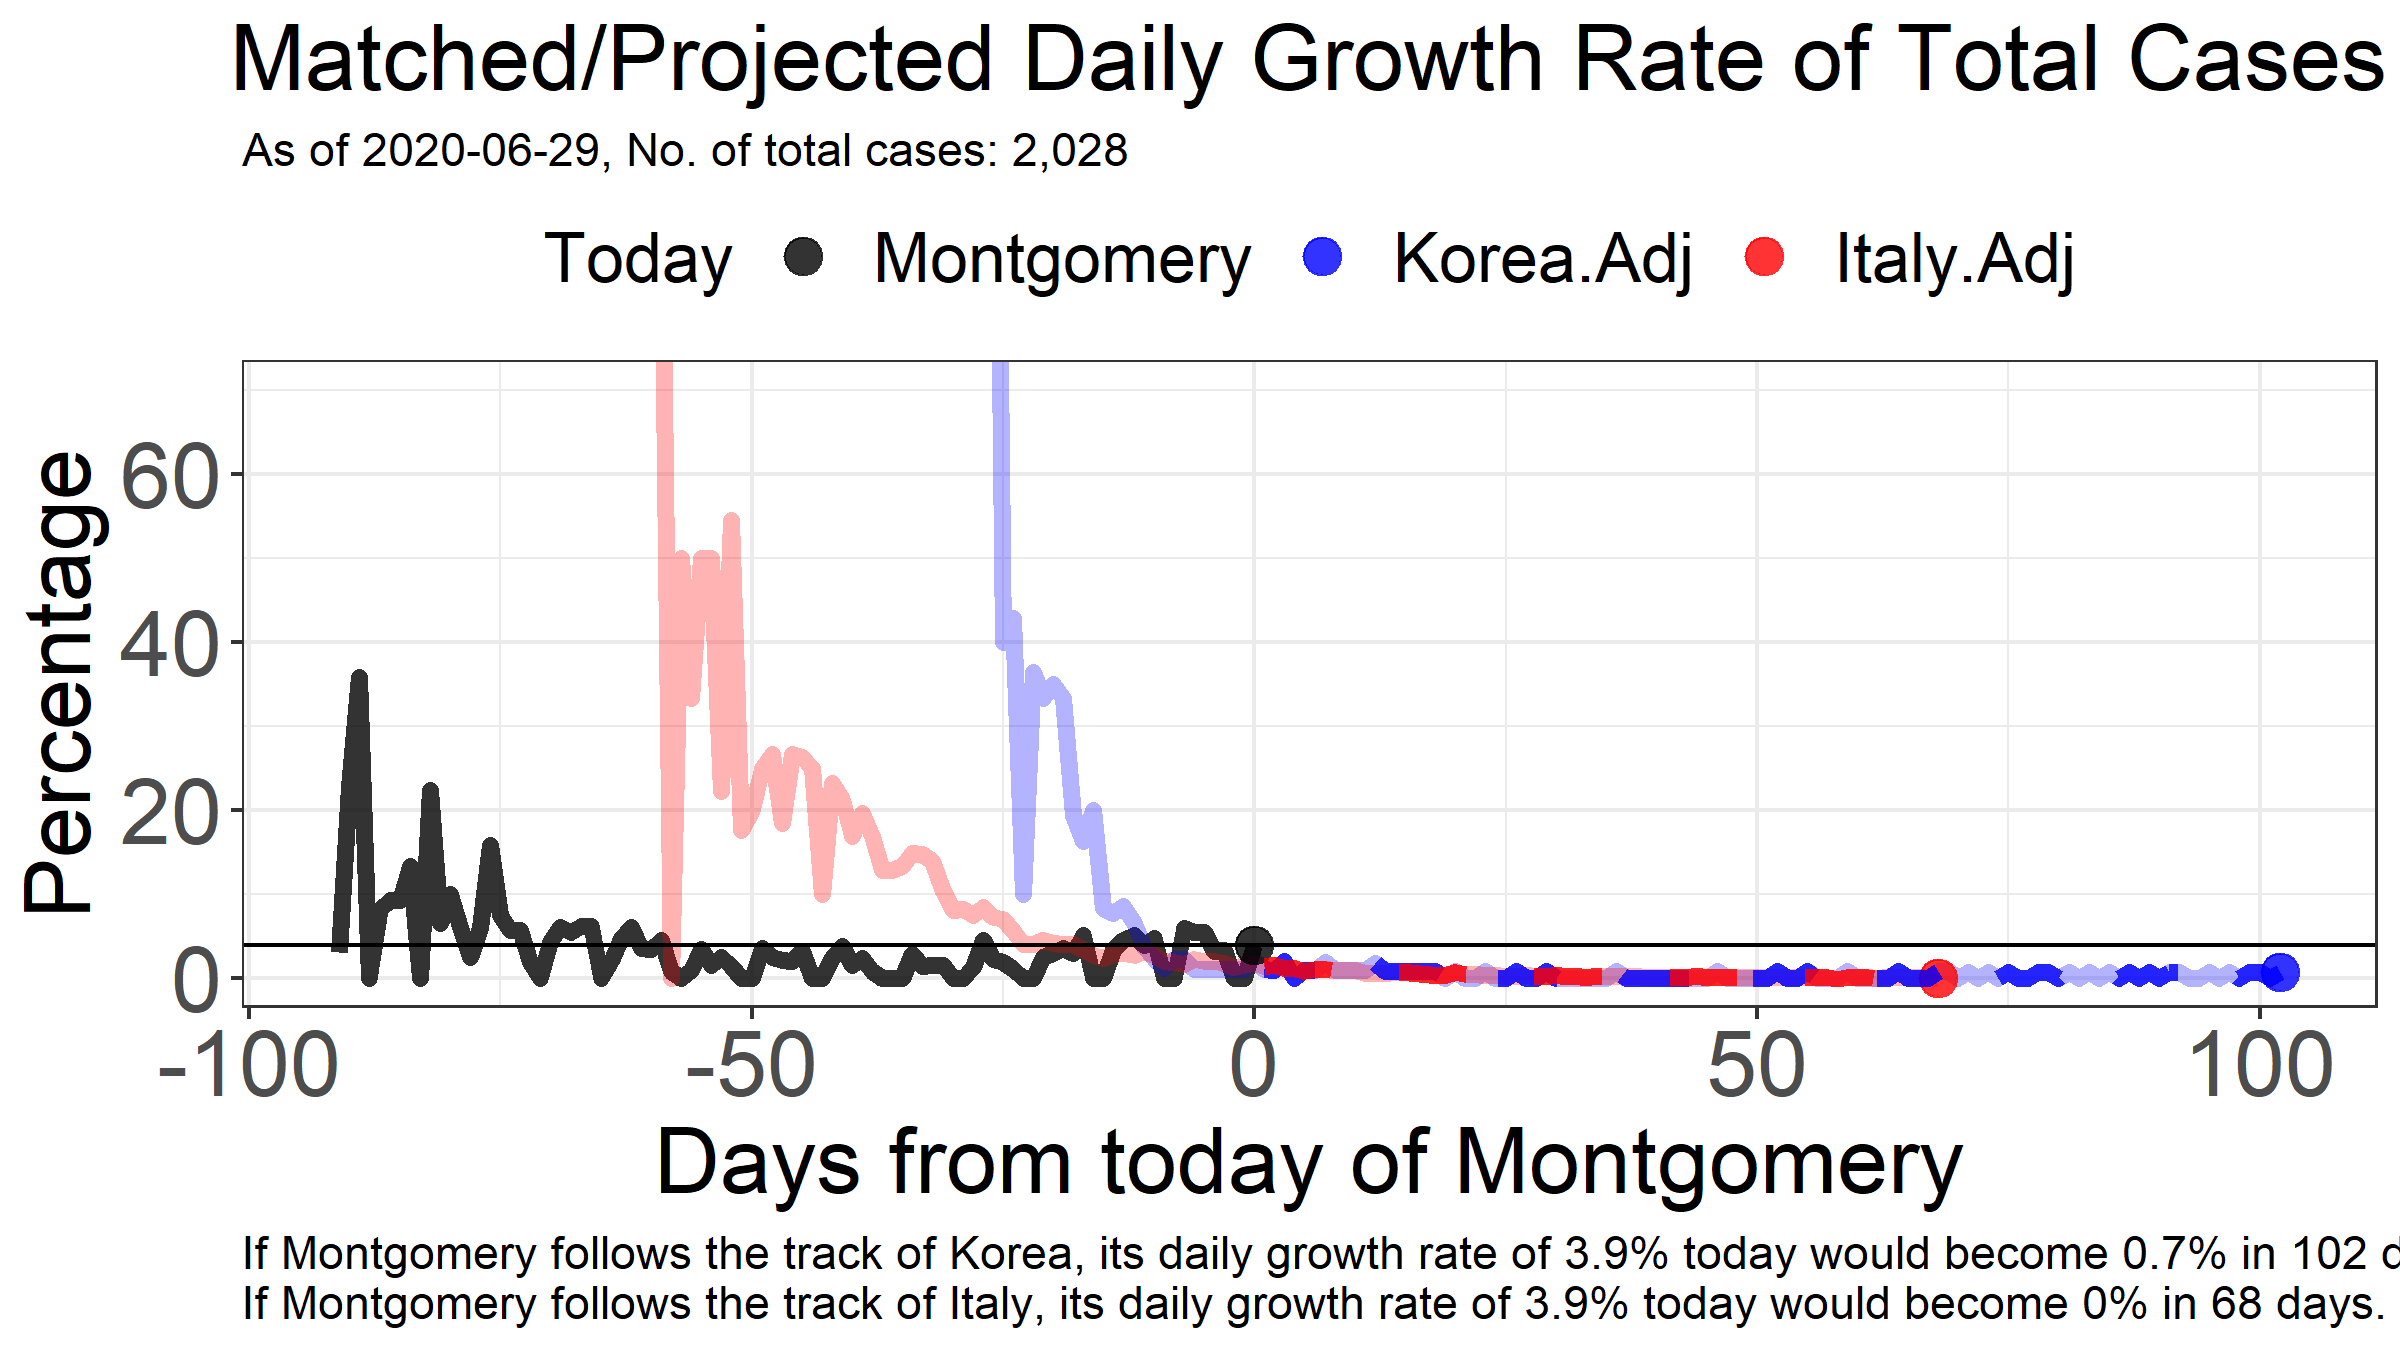 Matched/Projected Daily Growth Rate of Total Cases
As of 2020-06-29, No. of total cases: 2,028
Today Montgomery Korea.Adj Italy.Adj
Percentage
60
40
20
0
-100 -50 0 50 100
Days from today of Montgomery
If Montgomery follows the track of Korea, its daily growth rate of 3.9% today would become 0.7% in 102
If Montgomery follows the track of Italy, its daily growth rate of 3.9% today would become 0% in 68 days.